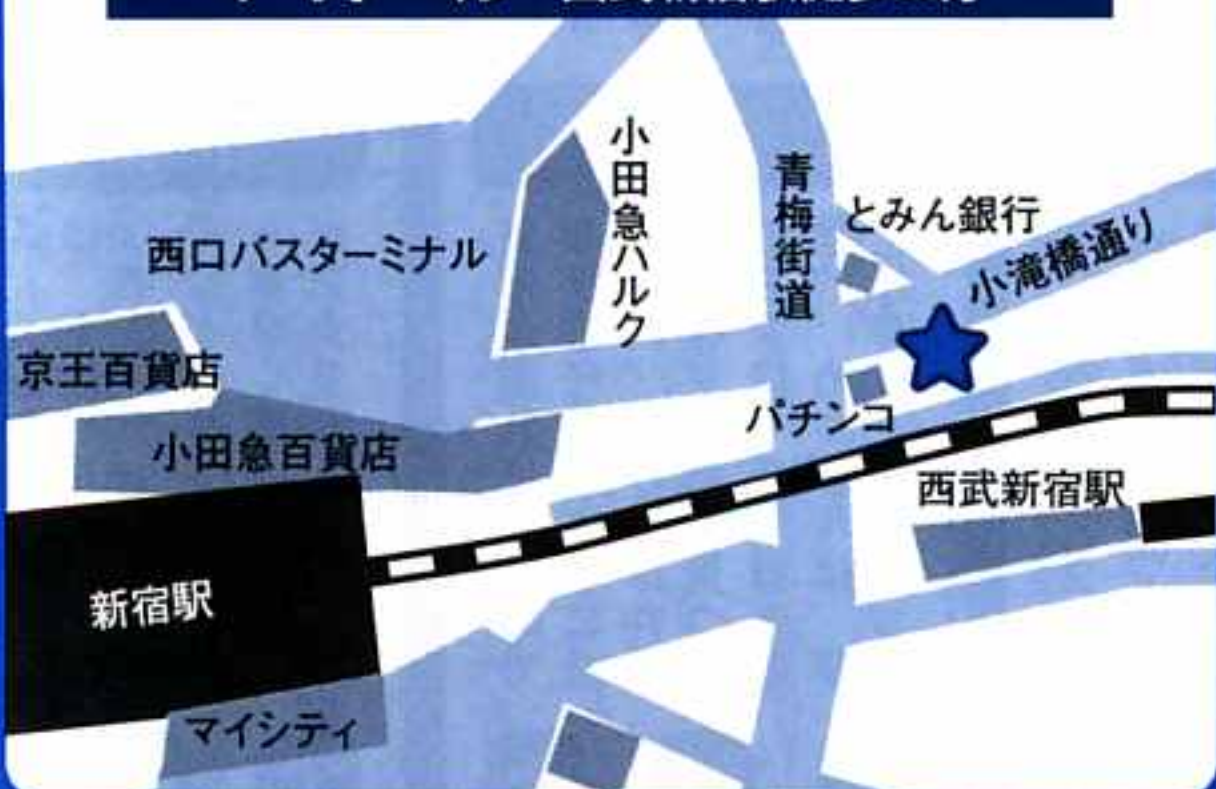 小田急ハルク
青梅街道
とみん銀行
小滝橋通り
西口バスターミナル
京王百貨店
パチンコ
小田急百貨店
西武新宿駅
新宿駅
マイシティ